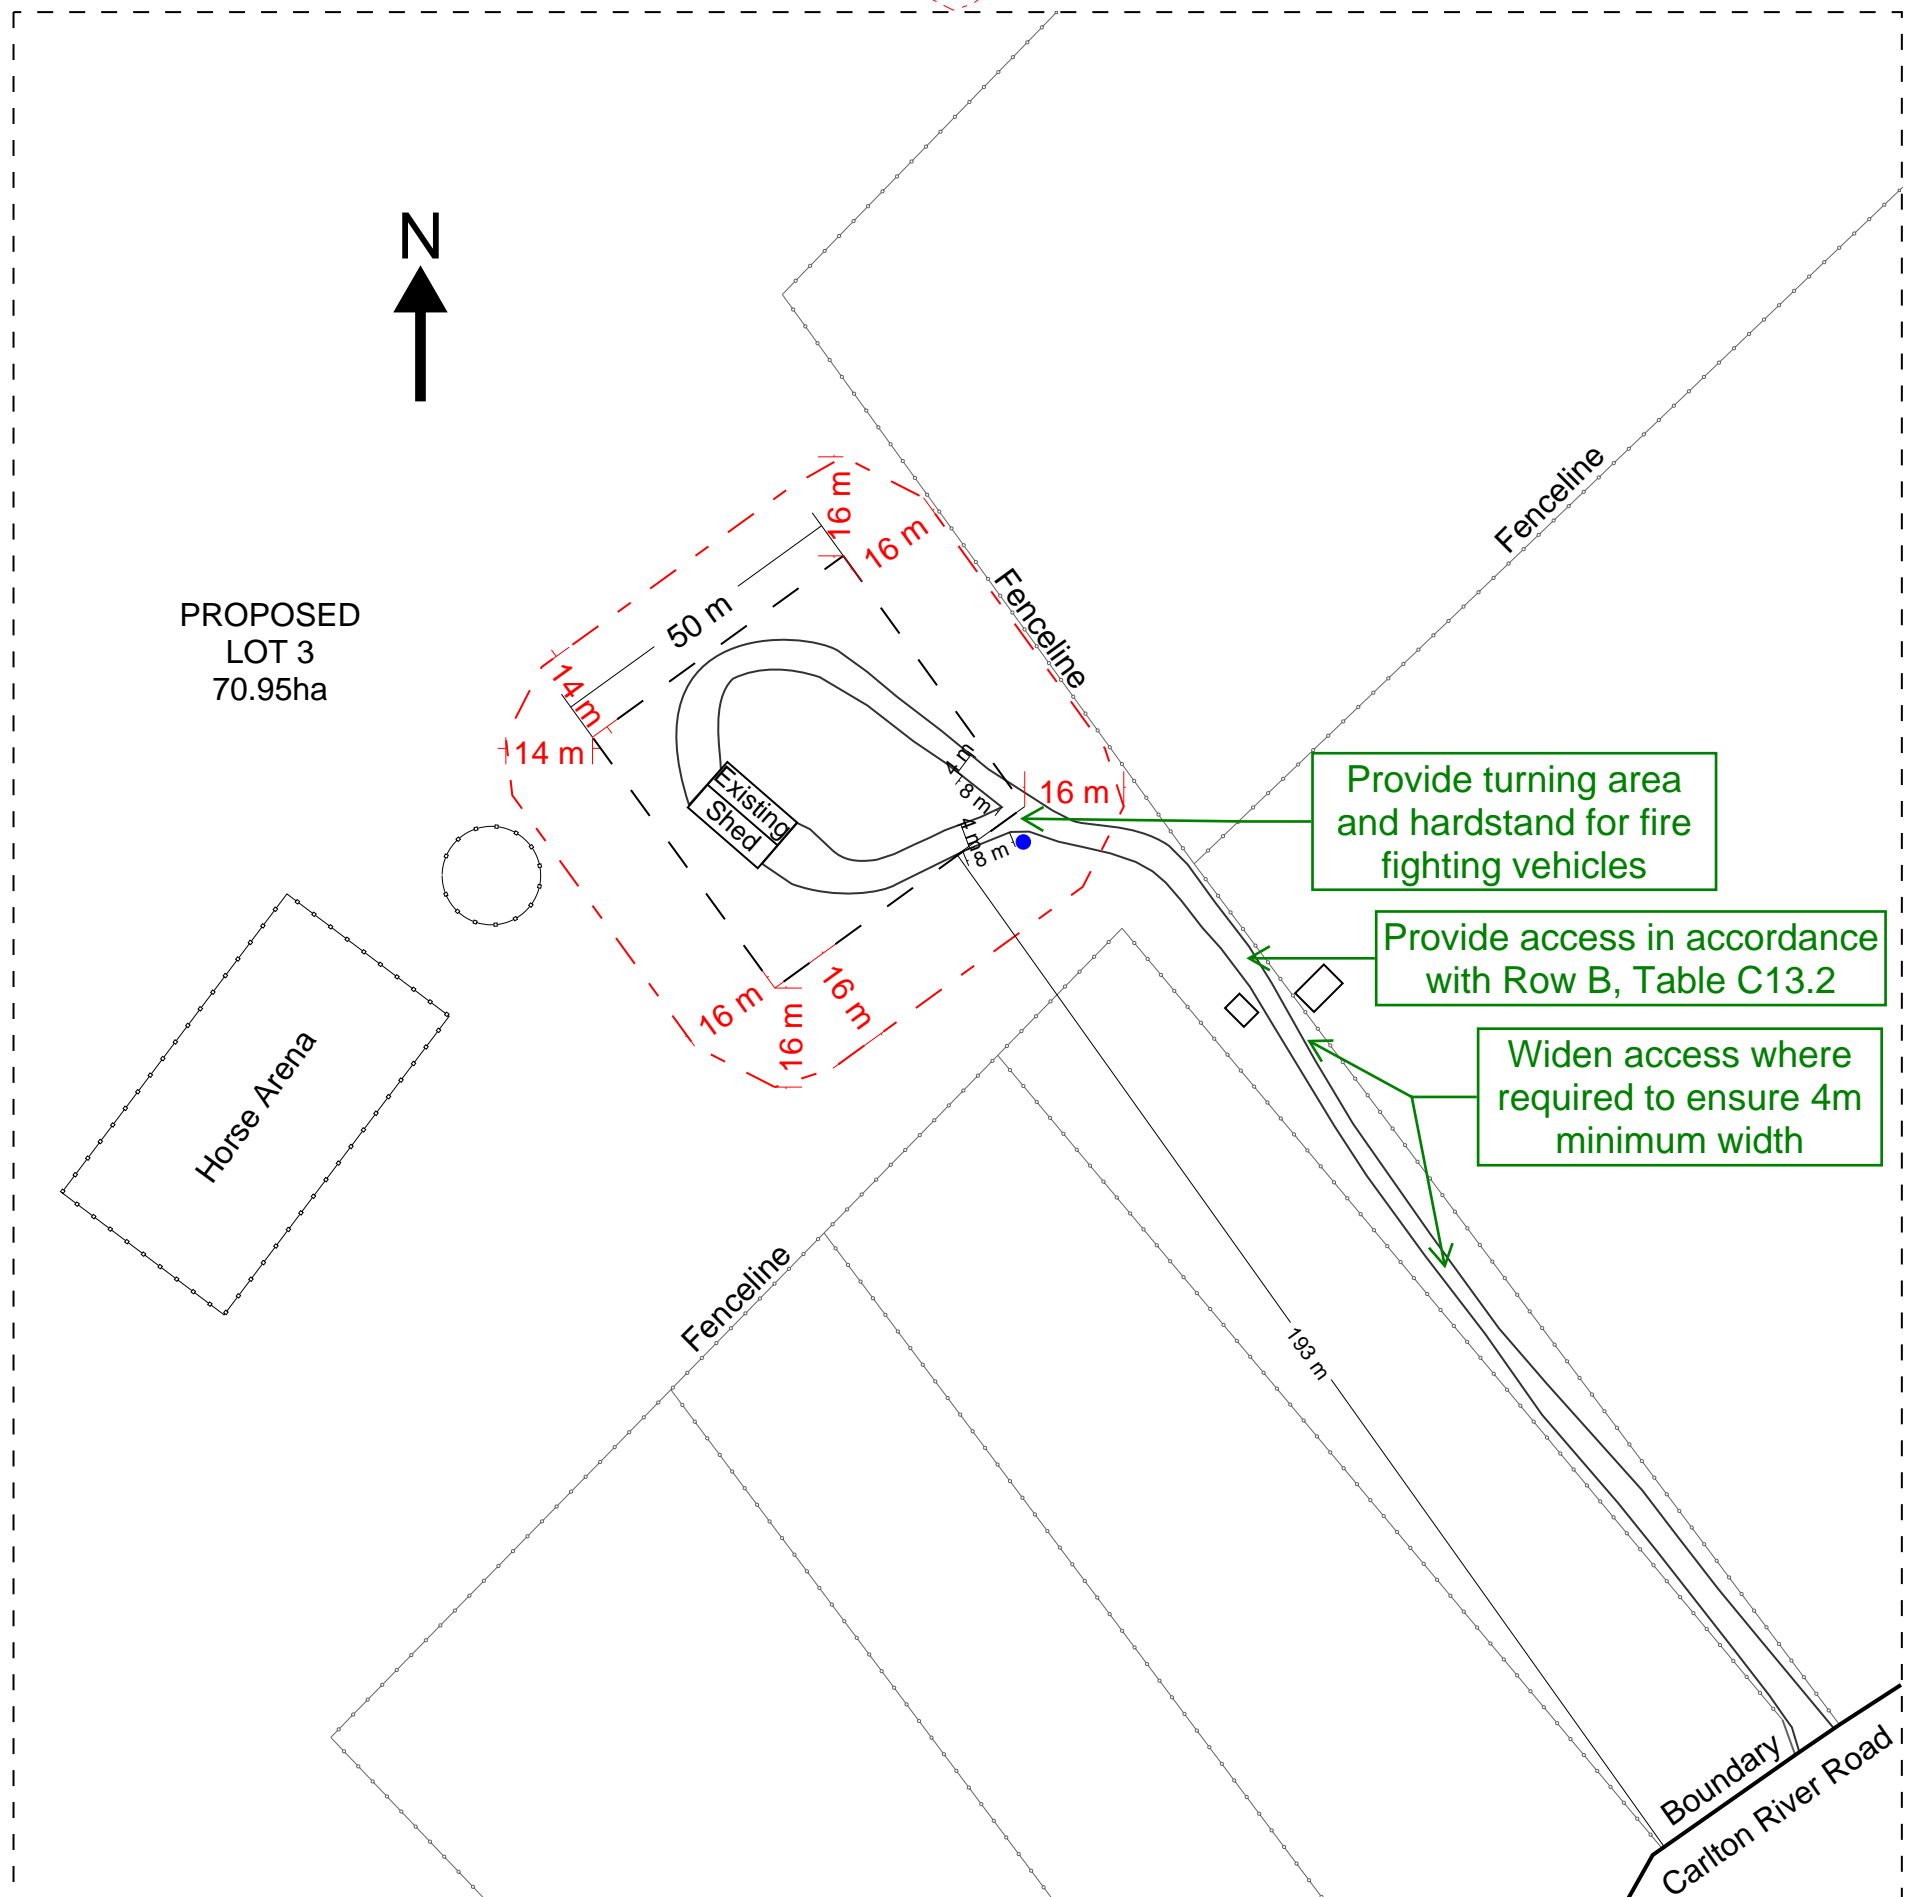 N
16 m
16 m
Fenceline
Fenceline
50 m
PROPOSED
LOT 3
70.95ha
14 m
14 m
4 m
8 m
16 m
Existing
Shed
4 m
8 m
Provide turning area
and hardstand for fire
fighting vehicles
Provide access in accordance
with Row B, Table C13.2
16 m
16 m
16 m
Widen access where
required to ensure 4m
minimum width
Horse Arena
Fenceline
193 m
Boundary
Carlton River Road